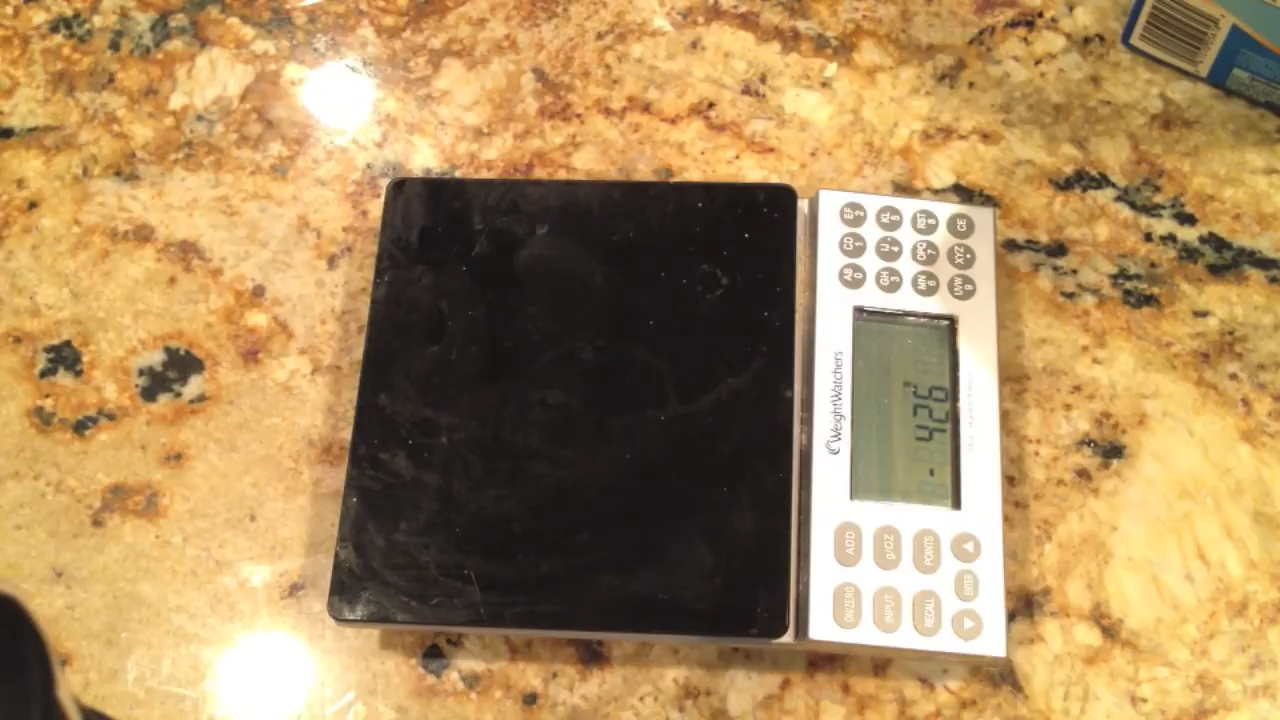 WeightWatchers
-426
ON/ZERO
ADD
INPUT
g/OZ
RECALL
POINTS
ENTER
AB 0
CD 1
EF 2
GH 3
IJ 4
KL 5
MN 6
OPQ 7
RST 8
UVW 9
XYZ
CE